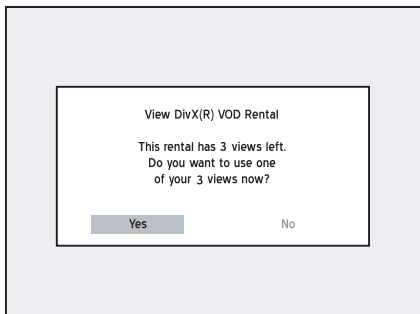 View DivX(R) VOD Rental
This rental has 3 views left.
Do you want to use one
of your 3 views now?
Yes No